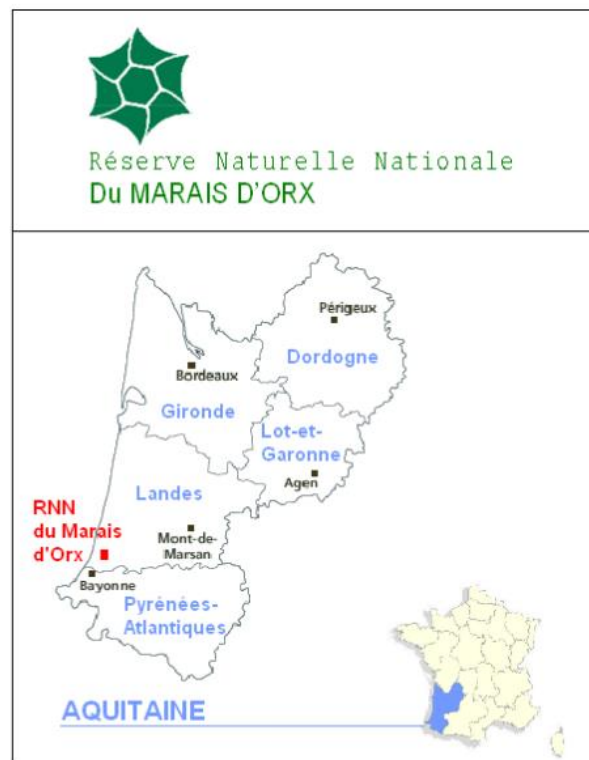 Réserve Naturelle Nationale
Du MARAIS D'ORX
Périgueux
Dordogne
Bordeaux
Gironde
Lot-et-
Garonne
Agen
Landes
RNN
du Marais
d'Orx
Mont-de-
Marsan
Bayonne
Pyrénées-
Atlantiques
AQUITAINE